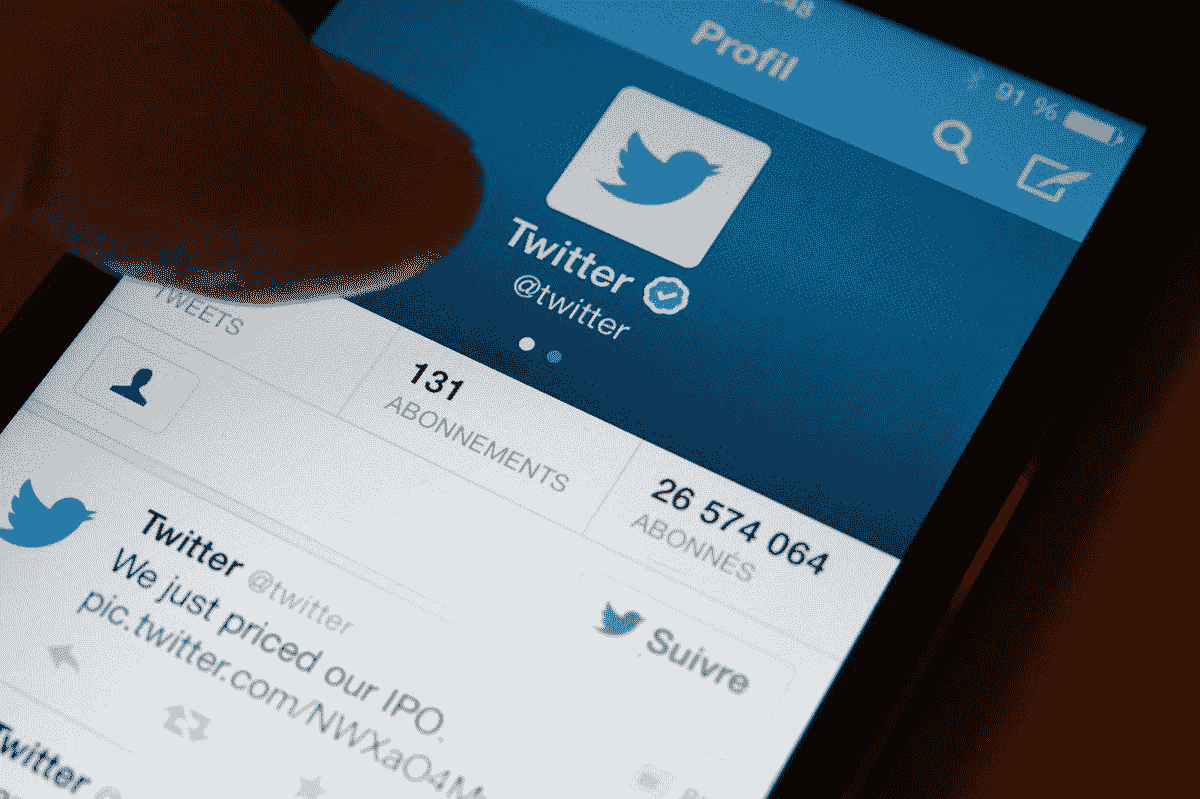 Profil
91 %
Twitter
@twitter
TWEETS
131
ABONNEMENTS
26 574 064
ABONNÉS
Suivre
Twitter @twitter
We just priced our IPO.
pic.twitter.com/NWXaO4M
Twitter